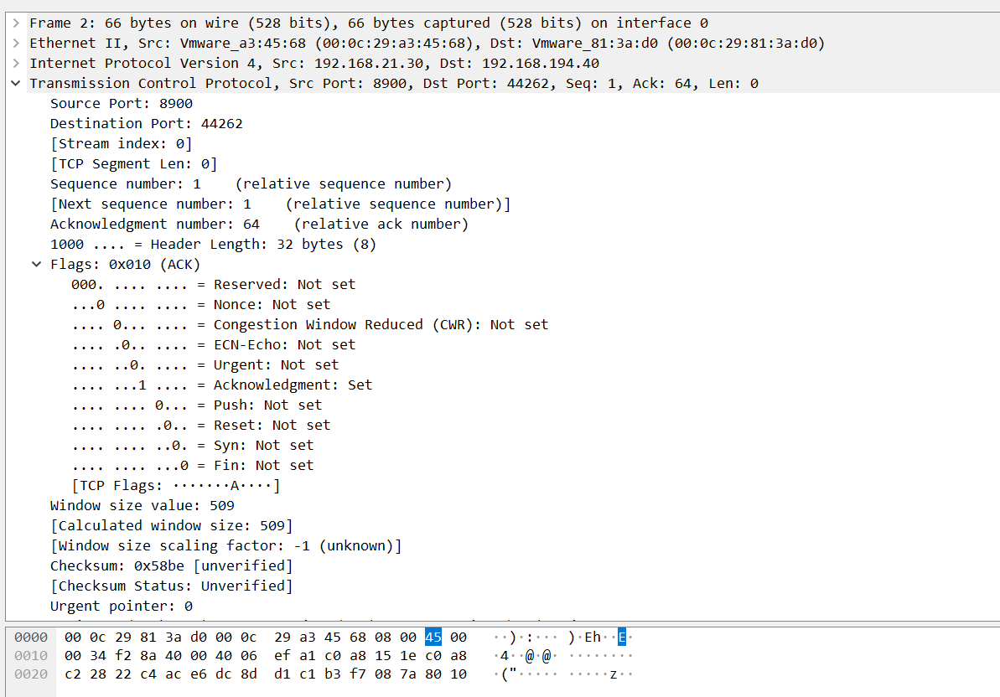 Frame 2: 66 bytes on wire (528 bits), 66 bytes captured (528 bits) on interface 0
Ethernet II, Src: Vmware_a3:45:68 (00:0c:29:a3:45:68), Dst: Vmware_81:3a:d0 (00:0c:29:81:3a:d0)
Internet Protocol Version 4, Src: 192.168.21.30, Dst: 192.168.194.40
Transmission Control Protocol, Src Port: 8900, Dst Port: 44262, Seq: 1, Ack: 64, Len: 0
Source Port: 8900
Destination Port: 44262
[Stream index: 0]
[TCP Segment Len: 0]
Sequence number: 1    (relative sequence number)
[Next sequence number: 1    (relative sequence number)]
Acknowledgment number: 64    (relative ack number)
1000 .... = Header Length: 32 bytes (8)
Flags: 0x010 (ACK)
000. .... .... = Reserved: Not set
...0 .... .... = Nonce: Not set
.... 0... .... = Congestion Window Reduced (CWR): Not set
.... .0.. .... = ECN-Echo: Not set
.... ..0. .... = Urgent: Not set
.... ...1 .... = Acknowledgment: Set
.... .... 0... = Push: Not set
.... .... .0.. = Reset: Not set
.... .... ..0. = Syn: Not set
.... .... ...0 = Fin: Not set
[TCP Flags: ·······A····]
Window size value: 509
[Calculated window size: 509]
[Window size scaling factor: -1 (unknown)]
Checksum: 0x58be [unverified]
[Checksum Status: Unverified]
Urgent pointer: 0
0000 00 0c 29 81 3a d0 00 0c 29 a3 45 68 08 00 45 00 ··)·:··· )·Eh··E·
0010 00 34 f2 8a 40 00 40 06 ef a1 c0 a8 15 1e c0 a8 ·4··@·@· ········
0020 c2 28 22 c4 ac e6 dc 8d d1 c1 b3 f7 08 7a 80 10 ·("····· ·····z··